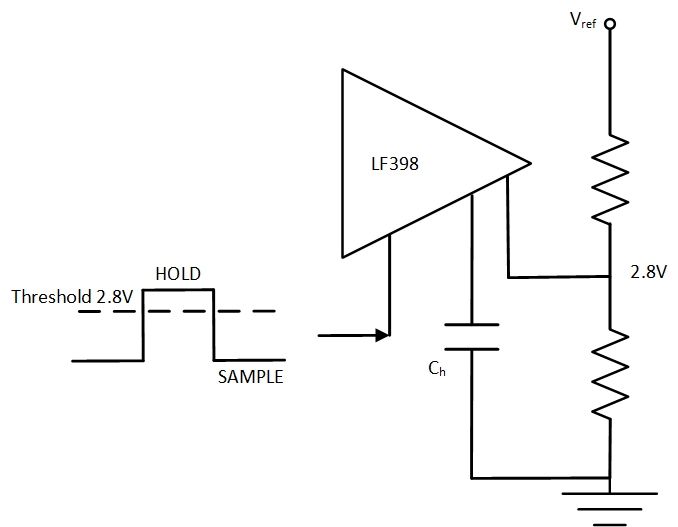 Vref
LF398
HOLD
2.8V
Threshold 2.8V
Ch
SAMPLE